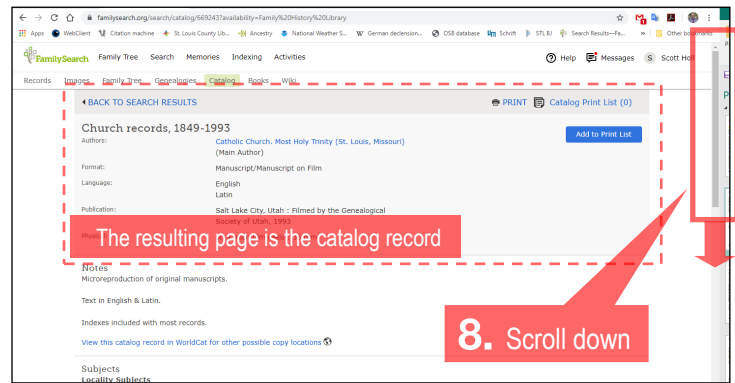 familysearch.org/search/catalog/669243?availability=Family%20History%20Library
Apps WebClient Citation machine St. Louis County Lib... Ancestry National Weather S... German declension... OSB database Schrift STL BJ Search Results—Fa... » Other bookmarks
FamilySearch Family Tree Search Memories Indexing Activities Help Messages S Scott Holl
Records Images Family Tree Genealogies Catalog Books Wiki
BACK TO SEARCH RESULTS PRINT Catalog Print List (0)
Church records, 1849-1993
Add to Print List
Authors: Catholic Church. Most Holy Trinity (St. Louis, Missouri)
(Main Author)
Format: Manuscript/Manuscript on Film
Language: English
Latin
Publication: Salt Lake City, Utah : Filmed by the Genealogical
Society of Utah, 1993
The resulting page is the catalog record
Notes
Microreproduction of original manuscripts.
Text in English & Latin.
Indexes included with most records.
View this catalog record in WorldCat for other possible copy locations
8. Scroll down
Subjects
Locality Subjects